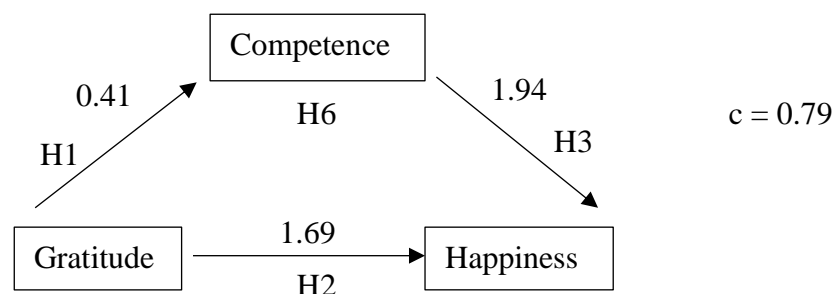 Competence
0.41
1.94
H6
c = 0.79
H1
H3
1.69
Gratitude
Happiness
H2